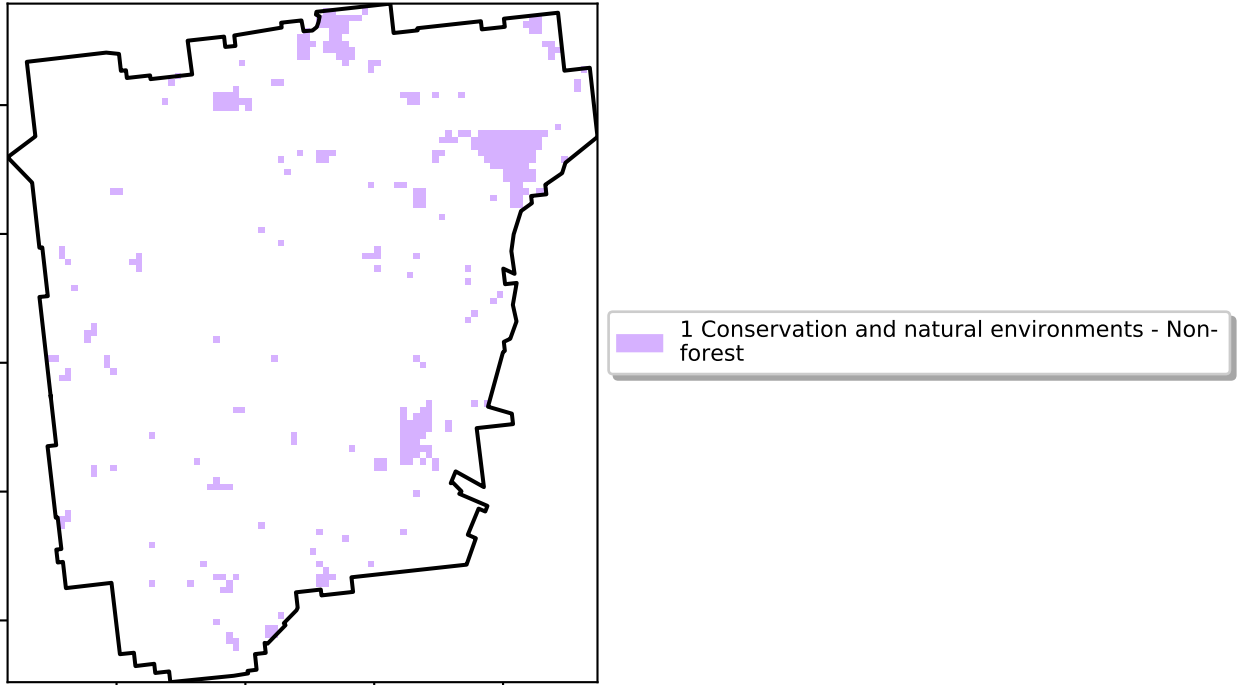 1 Conservation and natural environments - Non-
forest